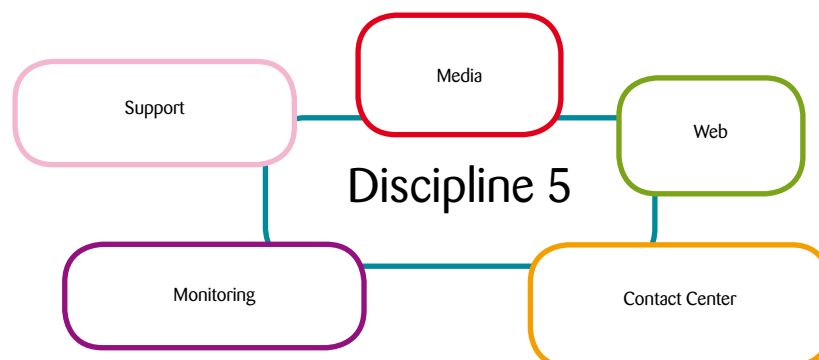 Media
Support
Web
Discipline 5
Monitoring
Contact Center